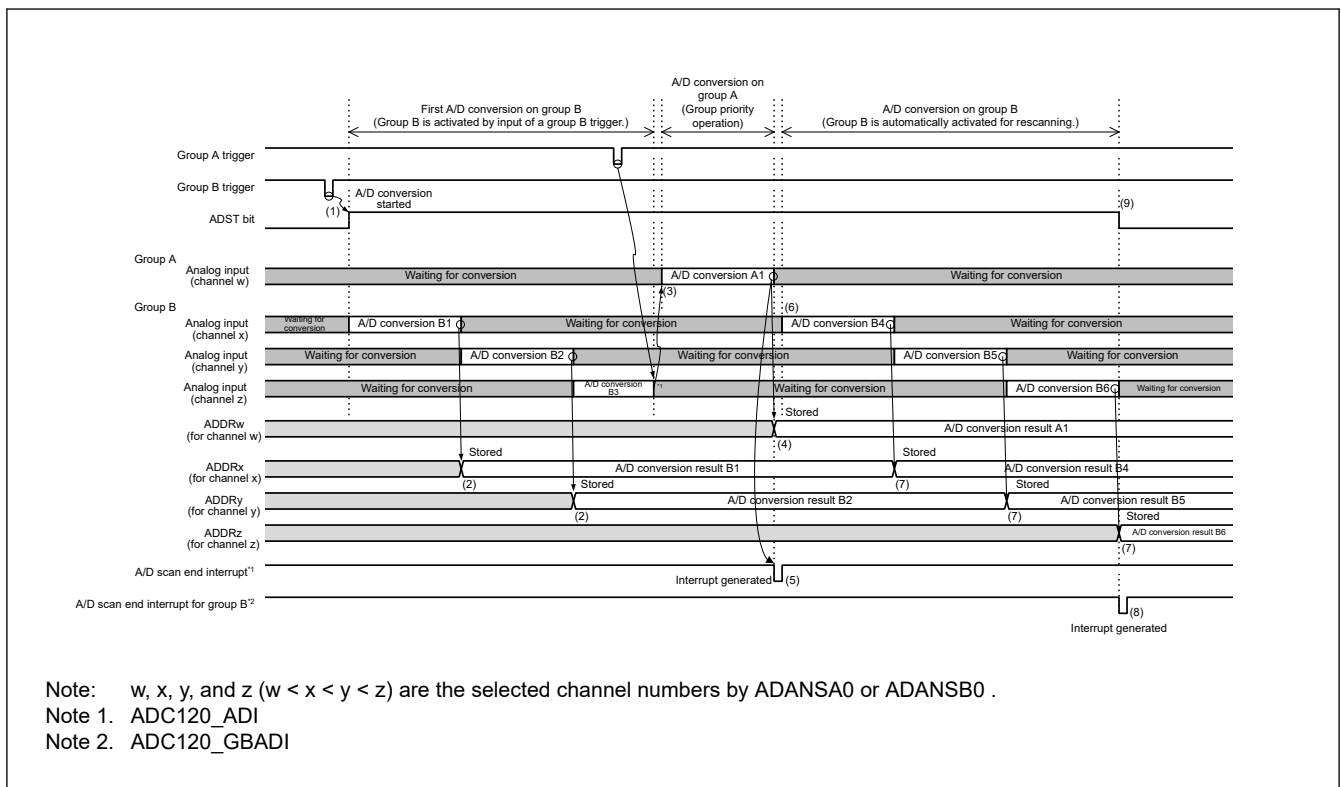 A/D conversion on
group A
(Group priority
operation)
First A/D conversion on group B
(Group B is activated by input of a group B trigger.)
A/D conversion on group B
(Group B is automatically activated for rescanning.)
Group A trigger
Group B trigger
A/D conversion
started
(1)
ADST bit
(9)
Group A
Analog input
(channel w)
Waiting for conversion
A/D conversion A1
Waiting for conversion
(3)
Group B
(6)
Analog input
(channel x)
Waiting for
conversion
A/D conversion B1
Waiting for conversion
A/D conversion B4
Waiting for conversion
Analog input
(channel y)
Waiting for conversion
A/D conversion B2
Waiting for conversion
A/D conversion B5
Waiting for conversion
Analog input
(channel z)
Waiting for conversion
A/D conversion
B3
*1
Waiting for conversion
A/D conversion B6
Waiting for conversion
Stored
ADDRw
(for channel w)
A/D conversion result A1
(4)
Stored
Stored
ADDRx
(for channel x)
A/D conversion result B1
A/D conversion result B4
(2)
(7)
Stored
Stored
ADDRy
(for channel y)
A/D conversion result B2
A/D conversion result B5
(2)
(7)
Stored
ADDRz
(for channel z)
A/D conversion result B6
(7)
A/D scan end interrupt*1
Interrupt generated
(5)
A/D scan end interrupt for group B*2
(8)
Interrupt generated
Note: w, x, y, and z (w < x < y < z) are the selected channel numbers by ADANSA0 or ADANSB0 .
Note 1. ADC120_ADI
Note 2. ADC120_GBADI